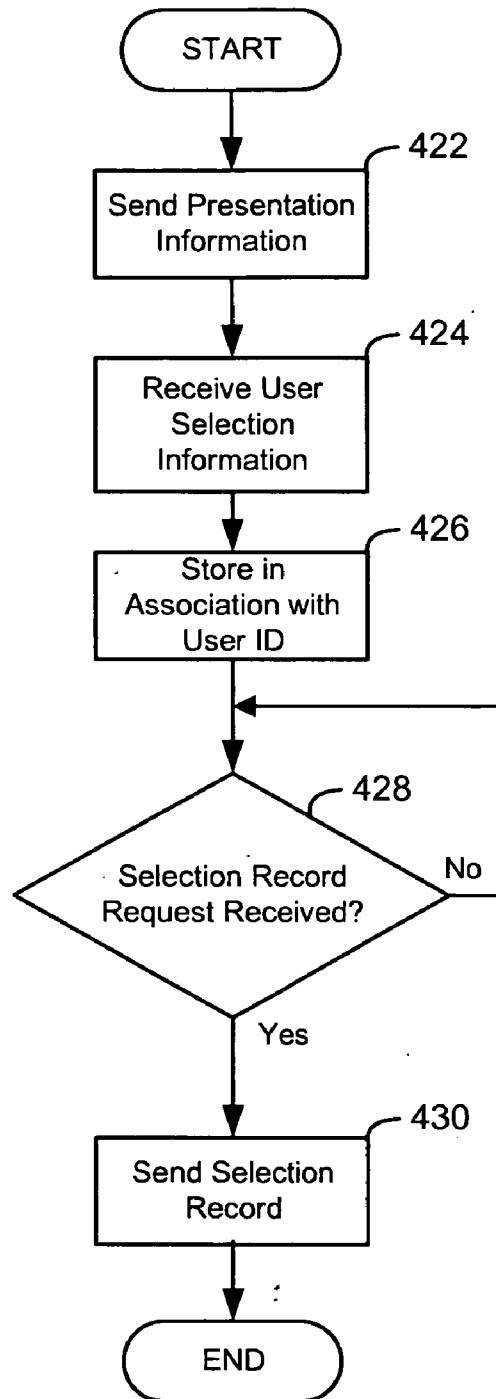 START
422
Send Presentation
Information
424
Receive User
Selection
Information
426
Store in
Association with
User ID
428
Selection Record
Request Received?
No
Yes
430
Send Selection
Record
END